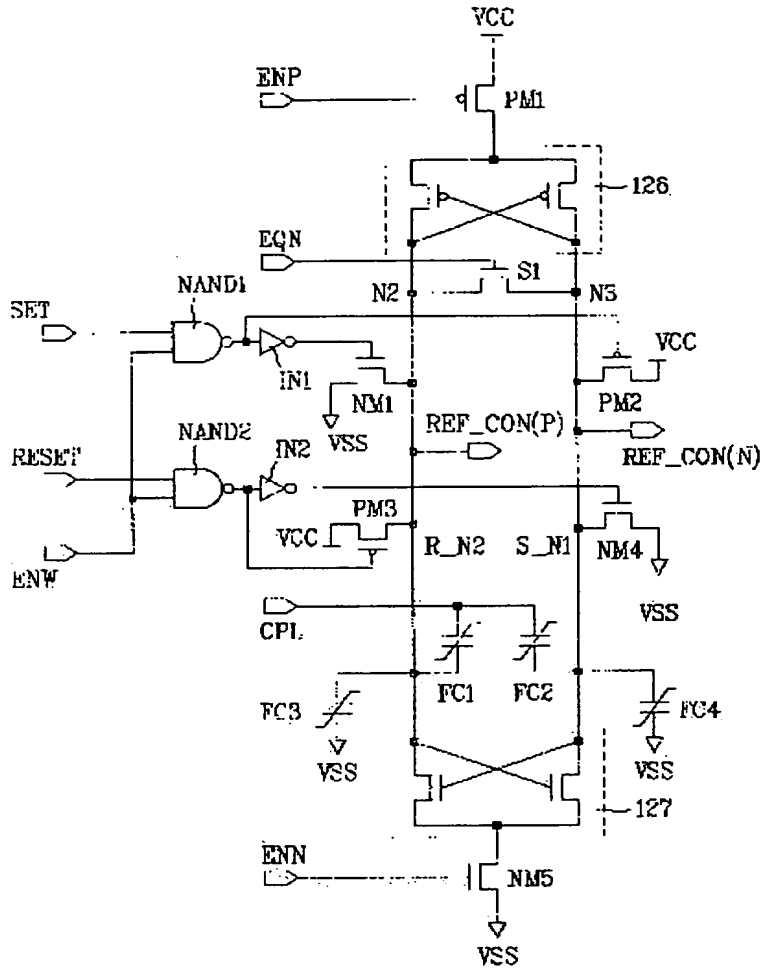 VCC
ENP
PM1
126
EQN
S1
N2
N3
NAND1
SET
VCC
IN1
NM1
PM2
VSS
REF_CON(P)
NAND2
IN2
REF_CON(N)
RESET
PM3
VCC
R_N2
S_N1
NM4
ENW
VSS
CPL
FC1
FC2
FC3
FC4
VSS
VSS
127
ENN
NM5
VSS